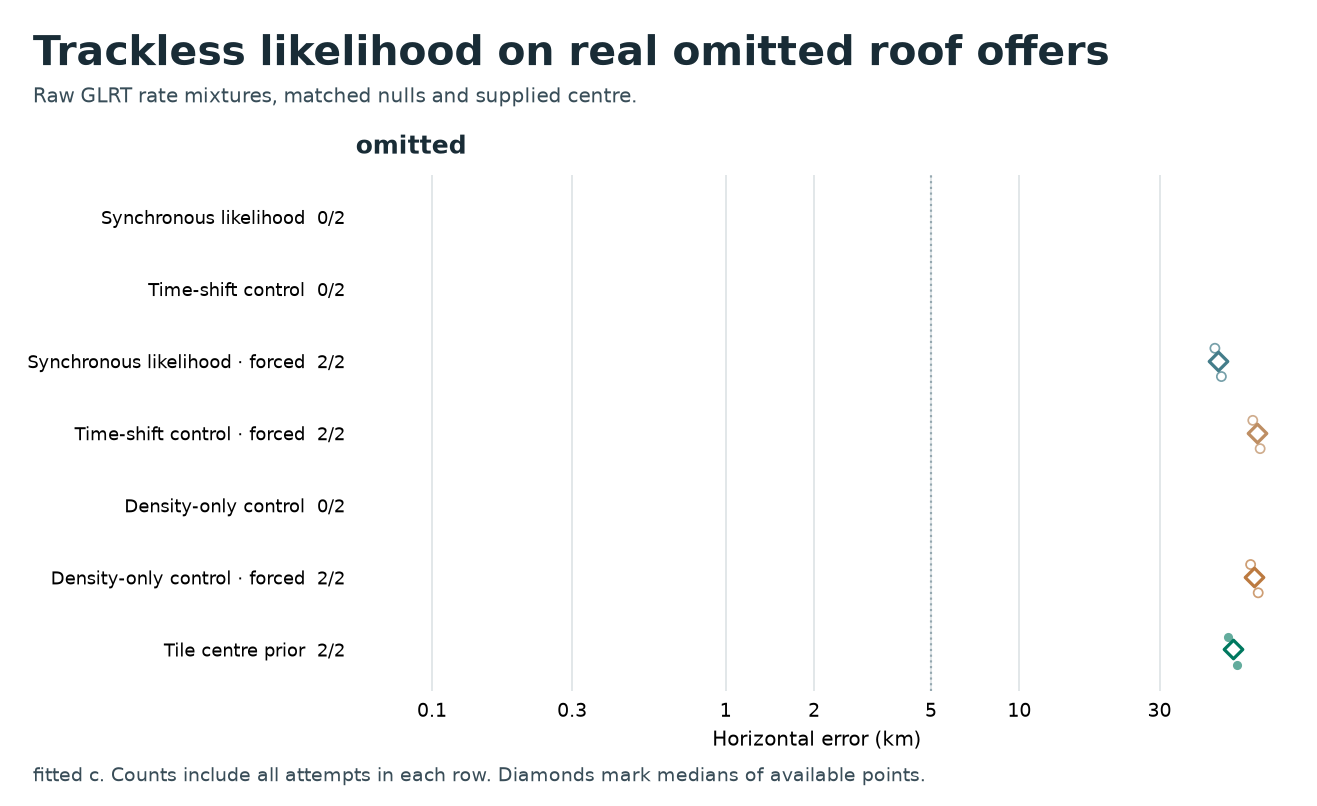 Trackless likelihood on real omitted roof offers
Raw GLRT rate mixtures, matched nulls and supplied centre.
omitted
Synchronous likelihood 0/2
Time-shift control 0/2
Synchronous likelihood · forced 2/2
Time-shift control · forced 2/2
Density-only control 0/2
Density-only control · forced 2/2
Tile centre prior 2/2
0.1 0.3 1 2 5 10 30
Horizontal error (km)
fitted c. Counts include all attempts in each row. Diamonds mark medians of available points.